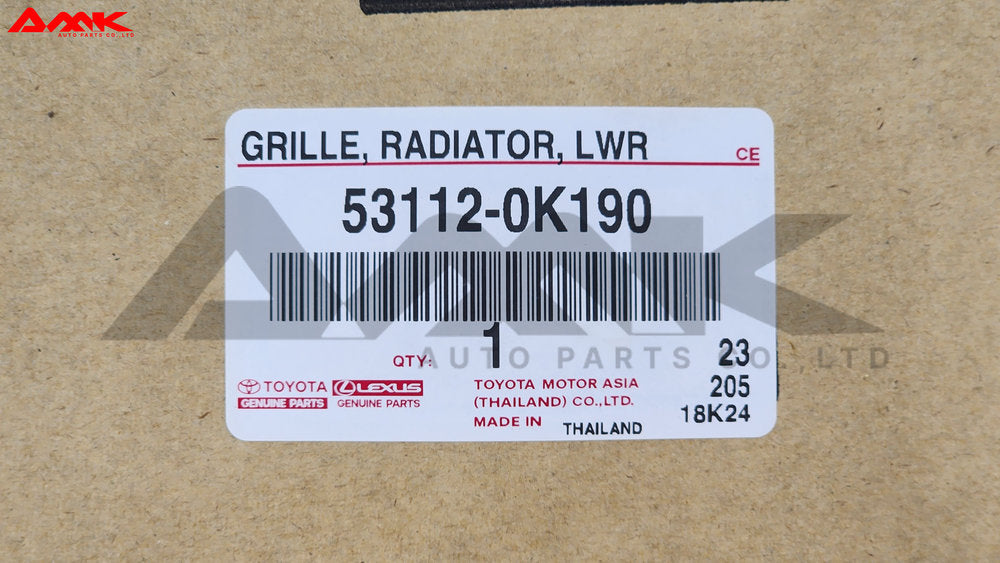 AMK
AUTO PARTS CO.,LTD
GRILLE, RADIATOR, LWR CE
53112-0K190
1
QTY:
AMK
AUTO PARTS CO.,LTD
23
TOYOTA LEXUS
GENUINE PARTS GENUINE PARTS
TOYOTA MOTOR ASIA
(THAILAND) CO.,LTD.
MADE IN THAILAND
205
18K24